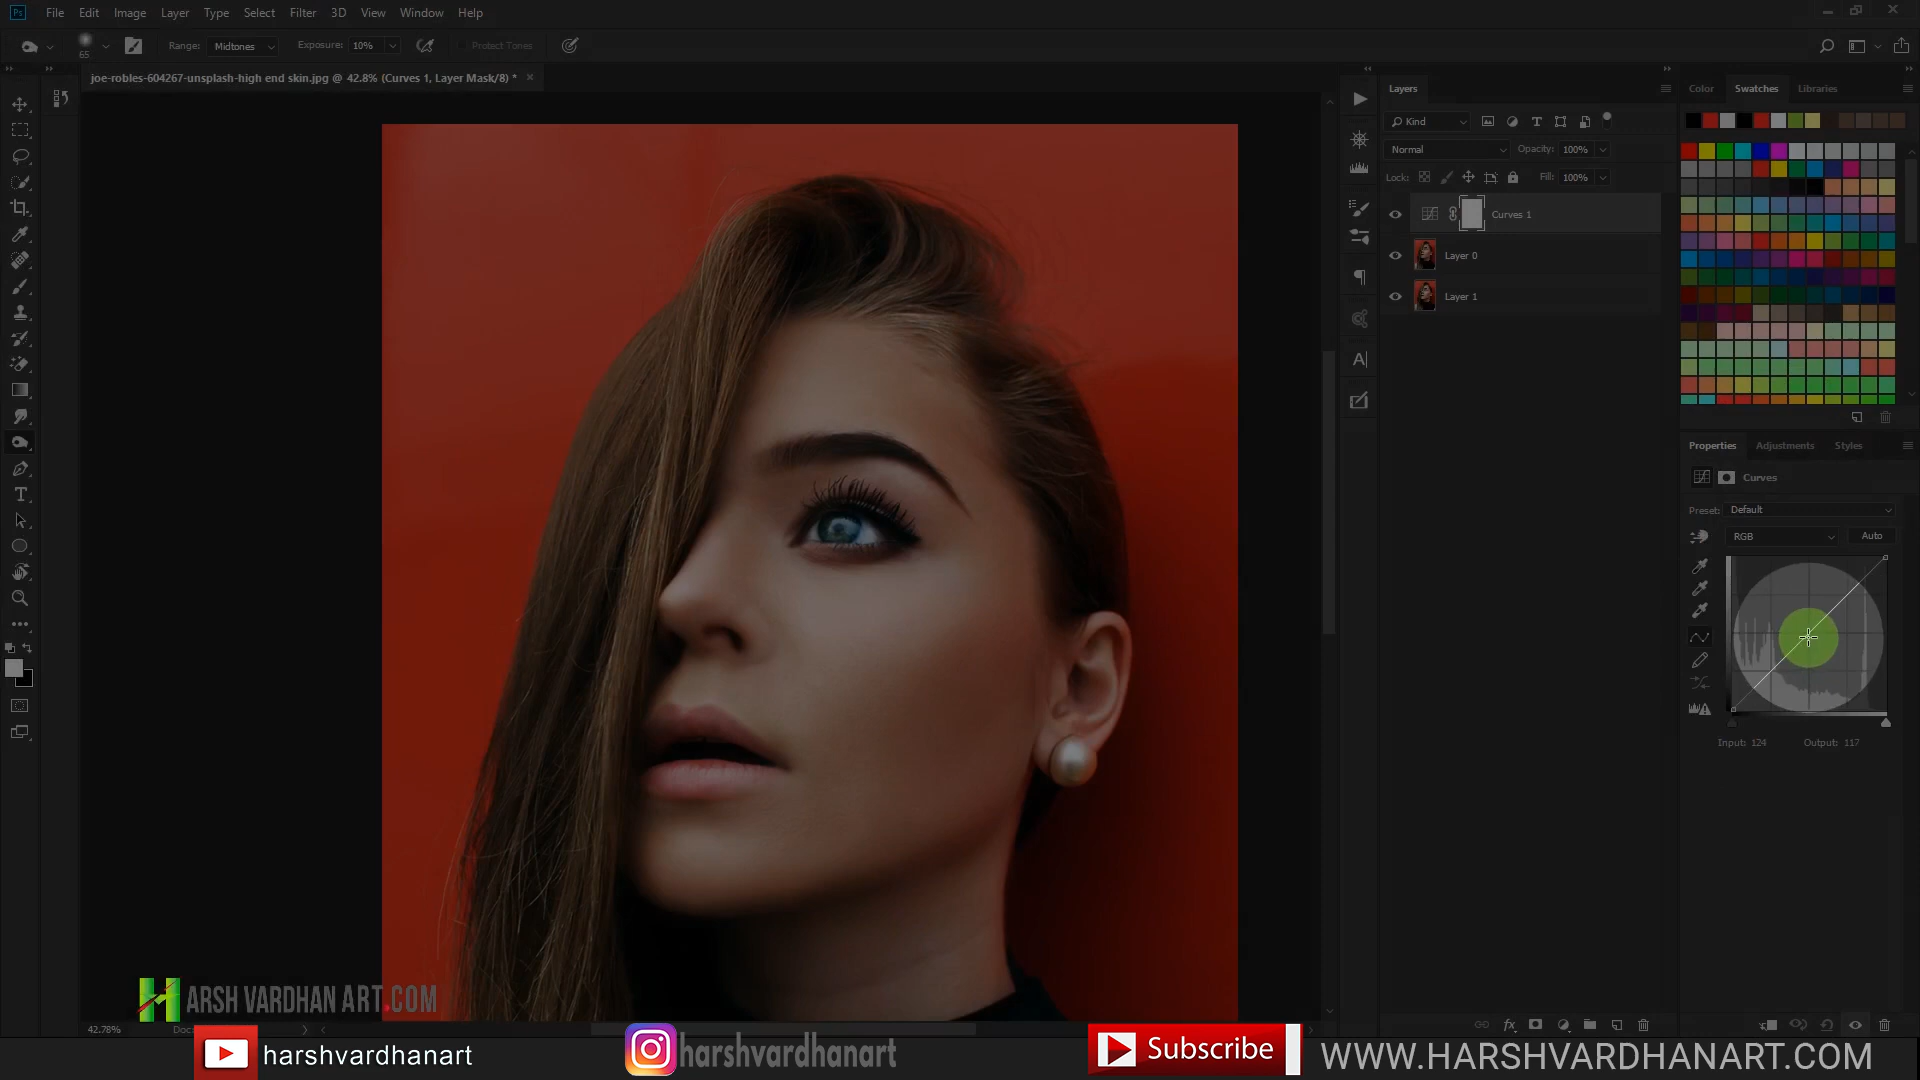 Ps File Edit Image Layer Type Select Filter 3D View Window Help
65 Range: Midtones Exposure: 10% Protect Tones
joe-robles-604267-unsplash-high end skin.jpg @ 42.8% (Curves 1, Layer Mask/8) * ×
Layers
Kind
Normal Opacity: 100%
Lock: Fill: 100%
Curves 1
Layer 0
Layer 1
Color Swatches Libraries
Properties Adjustments Styles
Curves
Preset: Default
RGB Auto
Input: 124 Output: 117
42.78% Doc:
HARSH VARDHAN ART.COM
harshvardhanart
harshvardhanart
Subscribe
WWW.HARSHVARDHANART.COM